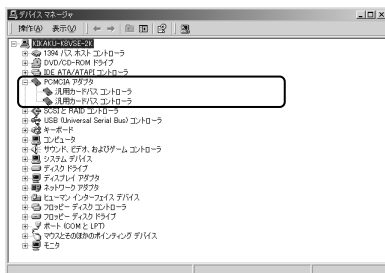 デバイス マネージャ
操作(A) 表示(V)
KIKAKU-K8VSE-2K
1394 バス ホスト コントローラ
DVD/CD-ROM ドライブ
IDE ATA/ATAPI コントローラ
PCMCIA アダプタ
汎用カードバス コントローラ
汎用カードバス コントローラ
SCSI と RAID コントローラ
USB (Universal Serial Bus) コントローラ
キーボード
コンピュータ
サウンド、ビデオ、およびゲーム コントローラ
システム デバイス
ディスク ドライブ
ディスプレイ アダプタ
ネットワーク アダプタ
ヒューマン インターフェイス デバイス
フロッピー ディスク コントローラ
フロッピー ディスク ドライブ
ポート (COM と LPT)
マウスとそのほかのポインティング デバイス
モニタ